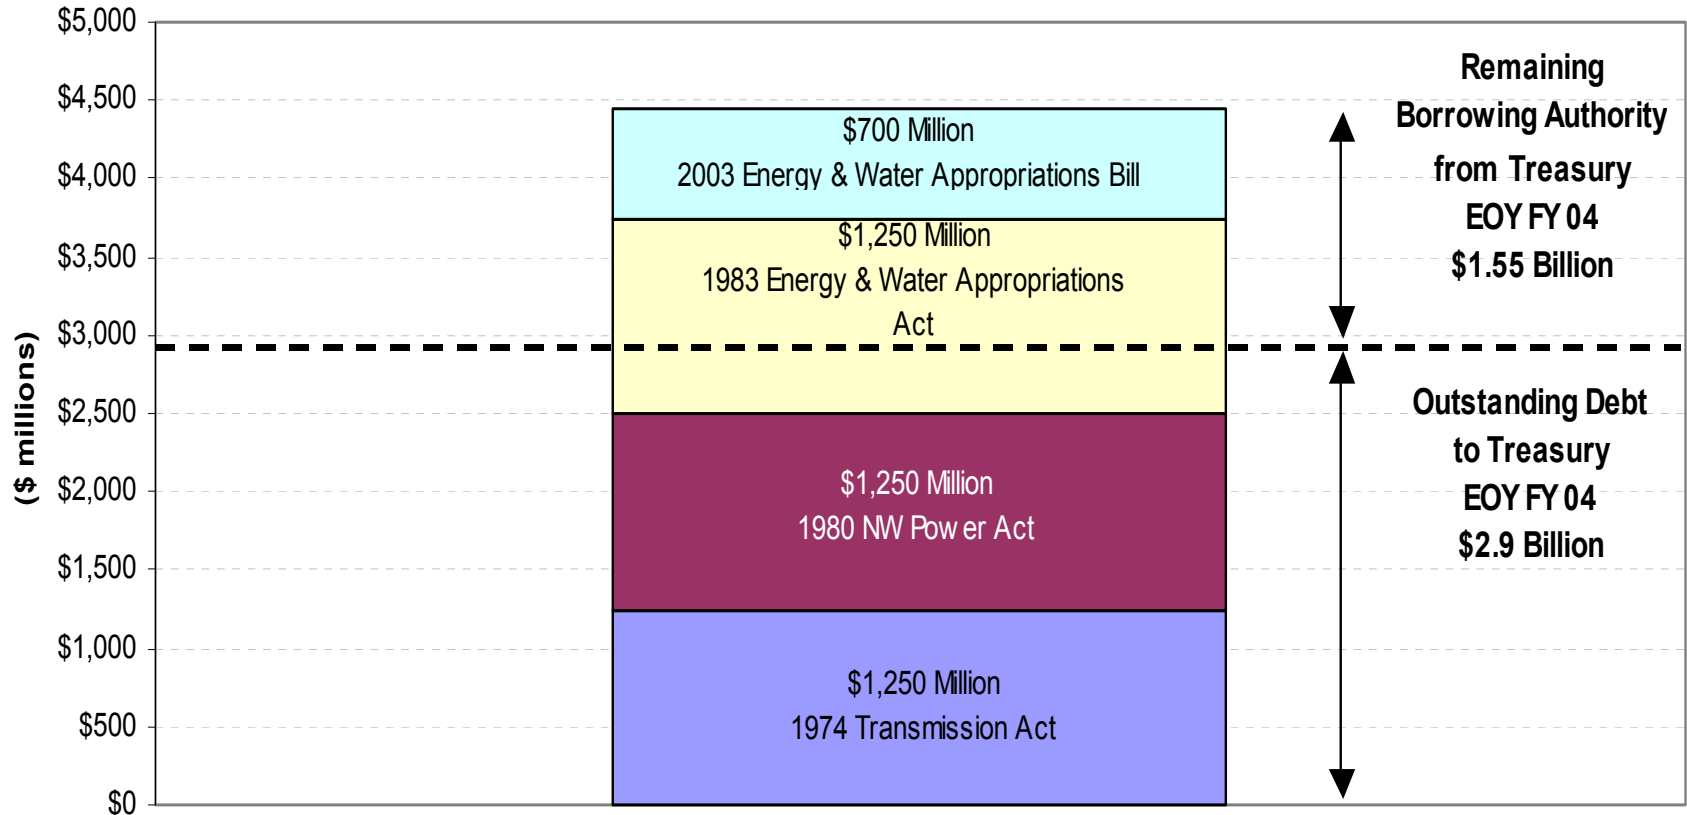 $5,000
$4,500
$4,000
$3,500
$3,000
$2,500
$2,000
$1,500
$1,000
$500
$0
($ millions)
$700 Million
2003 Energy & Water Appropriations Bill
$1,250 Million
1983 Energy & Water Appropriations
Act
$1,250 Million
1980 NW Power Act
$1,250 Million
1974 Transmission Act
Remaining
Borrowing Authority
from Treasury
EOY FY 04
$1.55 Billion
Outstanding Debt
to Treasury
EOY FY 04
$2.9 Billion